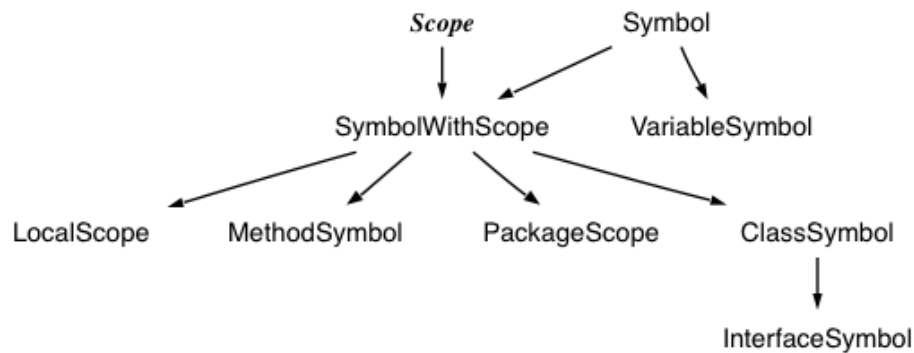 Scope Symbol
SymbolWithScope VariableSymbol
LocalScope MethodSymbol PackageScope ClassSymbol
InterfaceSymbol